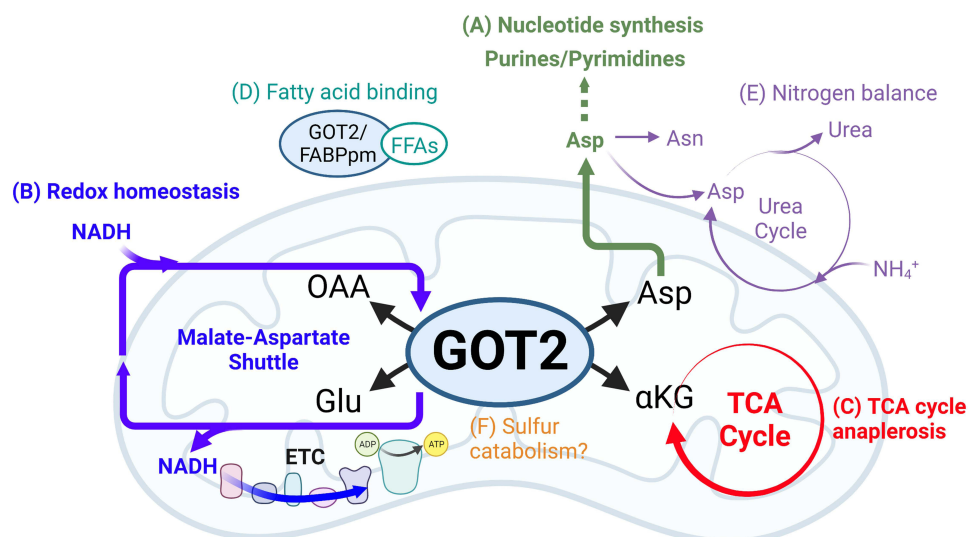 (A) Nucleotide synthesis
Purines/Pyrimidines
(D) Fatty acid binding
GOT2/
FABPpm
FFAs
(E) Nitrogen balance
Asp
Asn
Urea
Asp
Urea
Cycle
NH₄⁺
(B) Redox homeostasis
NADH
OAA
Asp
Malate-Aspartate
Shuttle
GOT2
Glu
αKG
TCA
Cycle
(C) TCA cycle
anaplerosis
(F) Sulfur
catabolism?
NADH
ETC
ADP
ATP